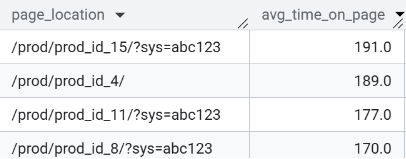 page_location avg_time_on_page
/prod/prod_id_15/?sys=abc123 191.0
/prod/prod_id_4/ 189.0
/prod/prod_id_11/?sys=abc123 177.0
/prod/prod_id_8/?sys=abc123 170.0